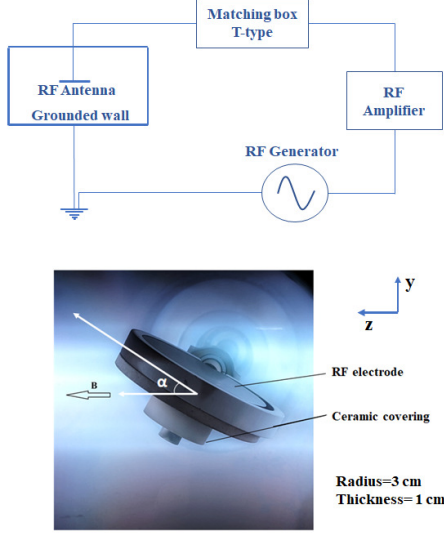 Matching box
T-type
RF Antenna
Grounded wall
RF
Amplifier
RF Generator
y
z
B
α
RF electrode
Ceramic covering
Radius=3 cm
Thickness= 1 cm